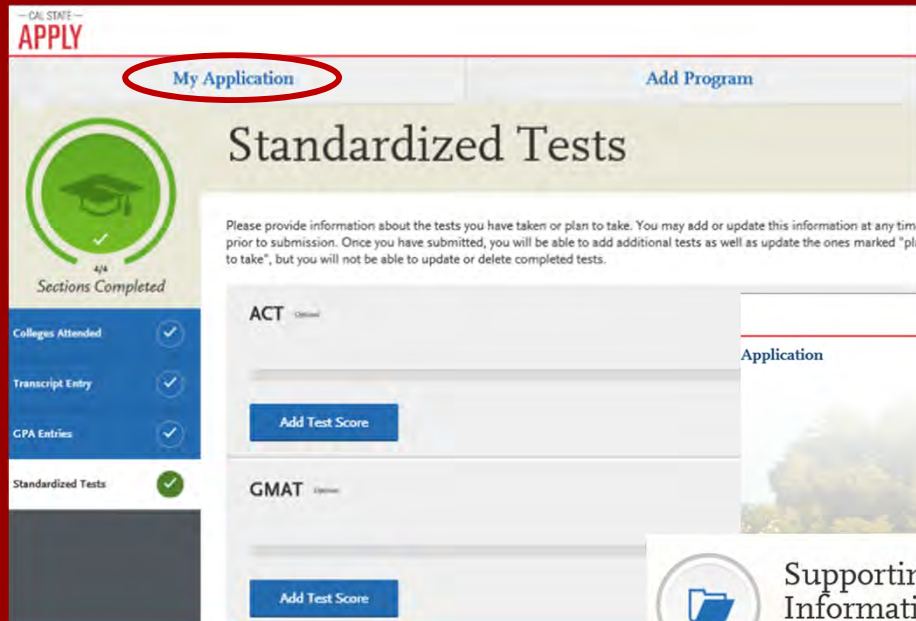 CAL STATE
APPLY
My Application
Add Program
Standardized Tests
Please provide information about the tests you have taken or plan to take. You may add or update this information at any tim
prior to submission. Once you have submitted, you will be able to add additional tests as well as update the ones marked "pl
to take", but you will not be able to update or delete completed tests.
4/4
Sections Completed
Colleges Attended
Transcript Entry
GPA Entries
Standardized Tests
ACT Optional
Add Test Score
GMAT Optional
Add Test Score
Application
Supportin
Informati